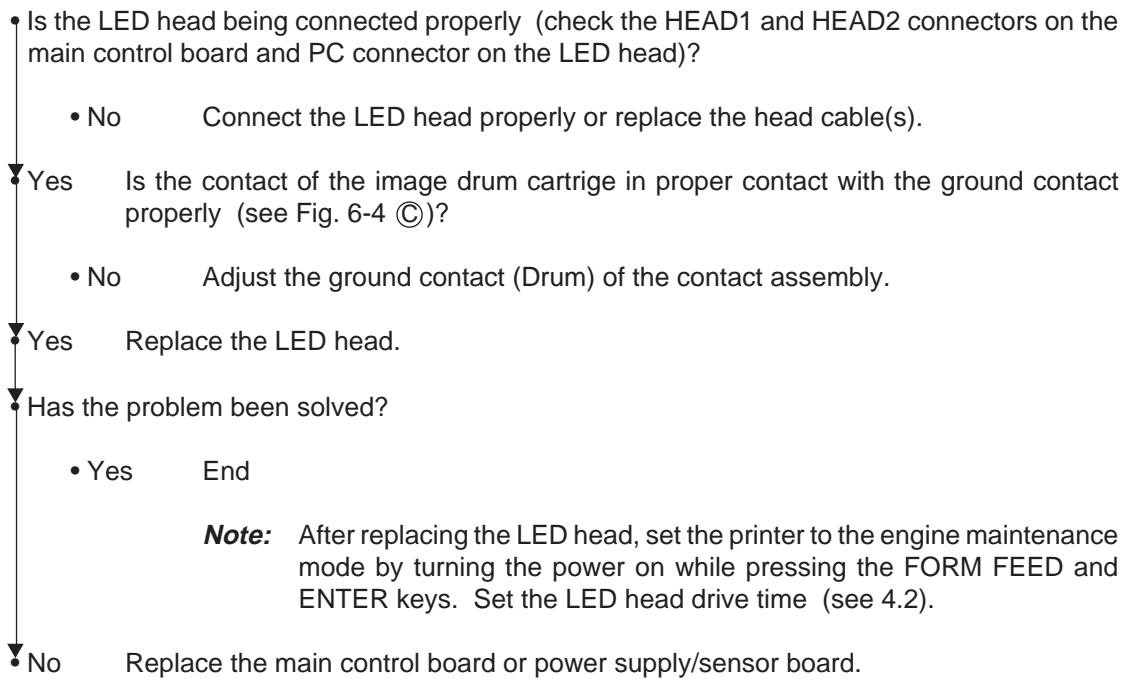 • Is the LED head being connected properly (check the HEAD1 and HEAD2 connectors on the
main control board and PC connector on the LED head)?
• No Connect the LED head properly or replace the head cable(s).
• Yes Is the contact of the image drum cartrige in proper contact with the ground contact
properly (see Fig. 6-4 Ⓒ)?
• No Adjust the ground contact (Drum) of the contact assembly.
• Yes Replace the LED head.
• Has the problem been solved?
• Yes End
Note: After replacing the LED head, set the printer to the engine maintenance
mode by turning the power on while pressing the FORM FEED and
ENTER keys. Set the LED head drive time (see 4.2).
• No Replace the main control board or power supply/sensor board.